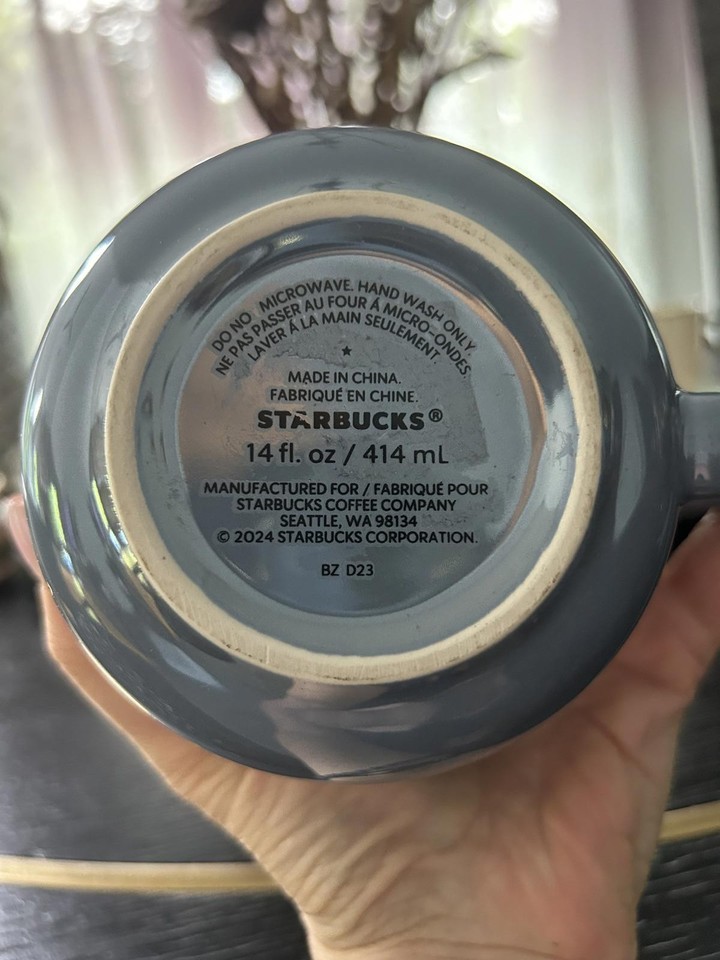 DO NO MICROWAVE. HAND WASH ONLY.
NE PAS PASSER AU FOUR À MICRO-ONDES.
LAVER À LA MAIN SEULEMENT
MADE IN CHINA.
FABRIQUÉ EN CHINE.
STARBUCKS®
14 fl. oz / 414 mL
MANUFACTURED FOR / FABRIQUÉ POUR
STARBUCKS COFFEE COMPANY
SEATTLE, WA 98134
© 2024 STARBUCKS CORPORATION.
BZ D23